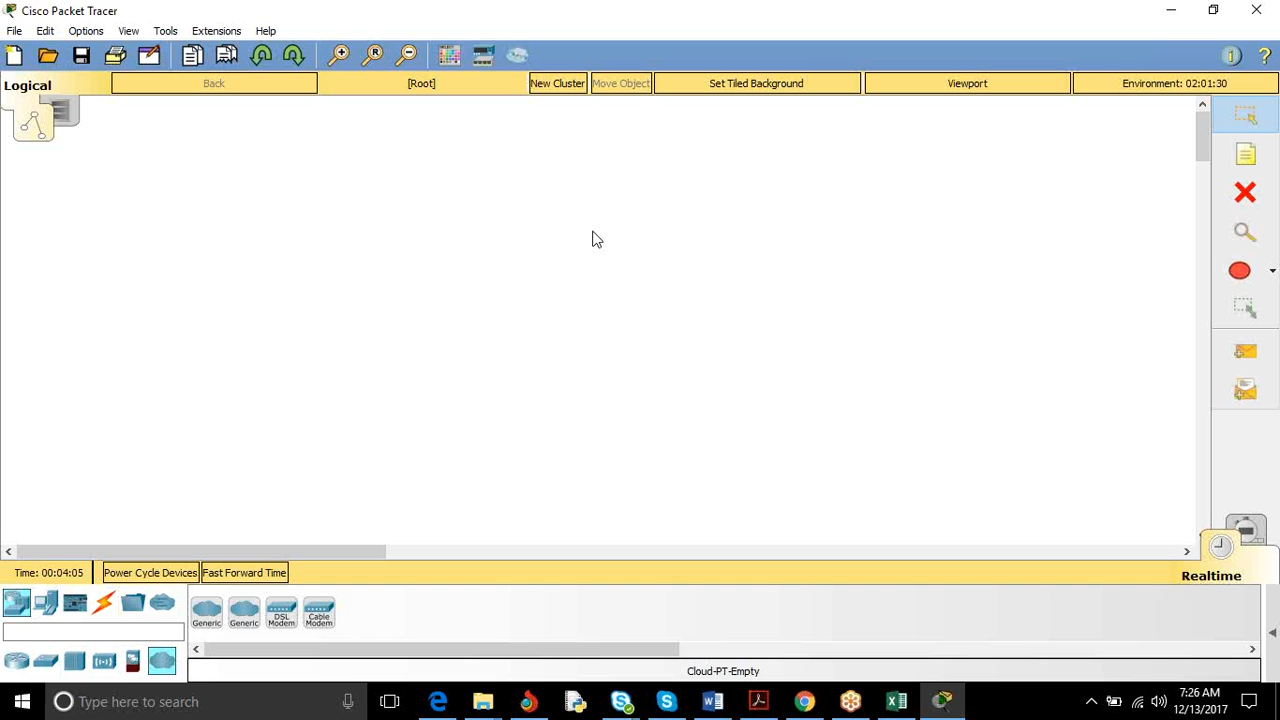 Cisco Packet Tracer
File Edit Options View Tools Extensions Help
Logical Back [Root] New Cluster Move Object Set Tiled Background Viewport Environment: 02:01:30
Time: 00:04:05 Power Cycle Devices Fast Forward Time Realtime
Generic Generic DSL Modem Cable Modem
Cloud-PT-Empty
Type here to search
7:26 AM
12/13/2017